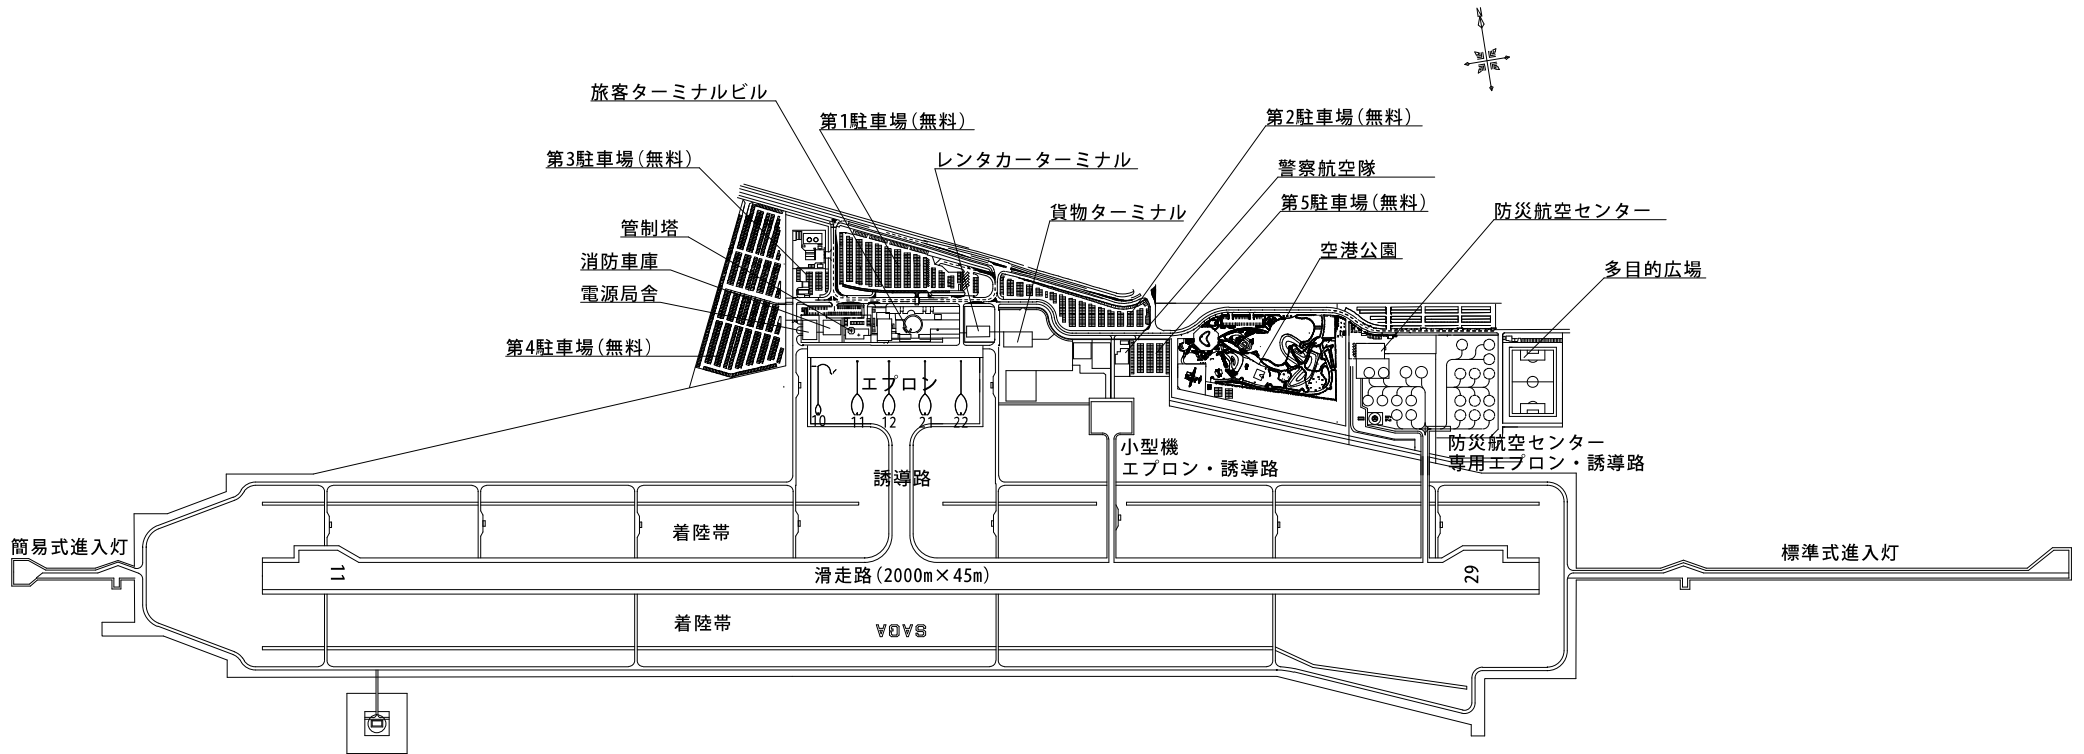 N
旅客ターミナルビル
第1駐車場(無料)
第2駐車場(無料)
第3駐車場(無料)
レンタカーターミナル
警察航空隊
第5駐車場(無料)
貨物ターミナル
防災航空センター
管制塔
空港公園
消防車庫
多目的広場
電源局舎
第4駐車場(無料)
エプロン
10
11
12
21
22
小型機
エプロン・誘導路
防災航空センター
専用エプロン・誘導路
誘導路
着陸帯
簡易式進入灯
標準式進入灯
11
滑走路(2000m×45m)
29
着陸帯
SAGA